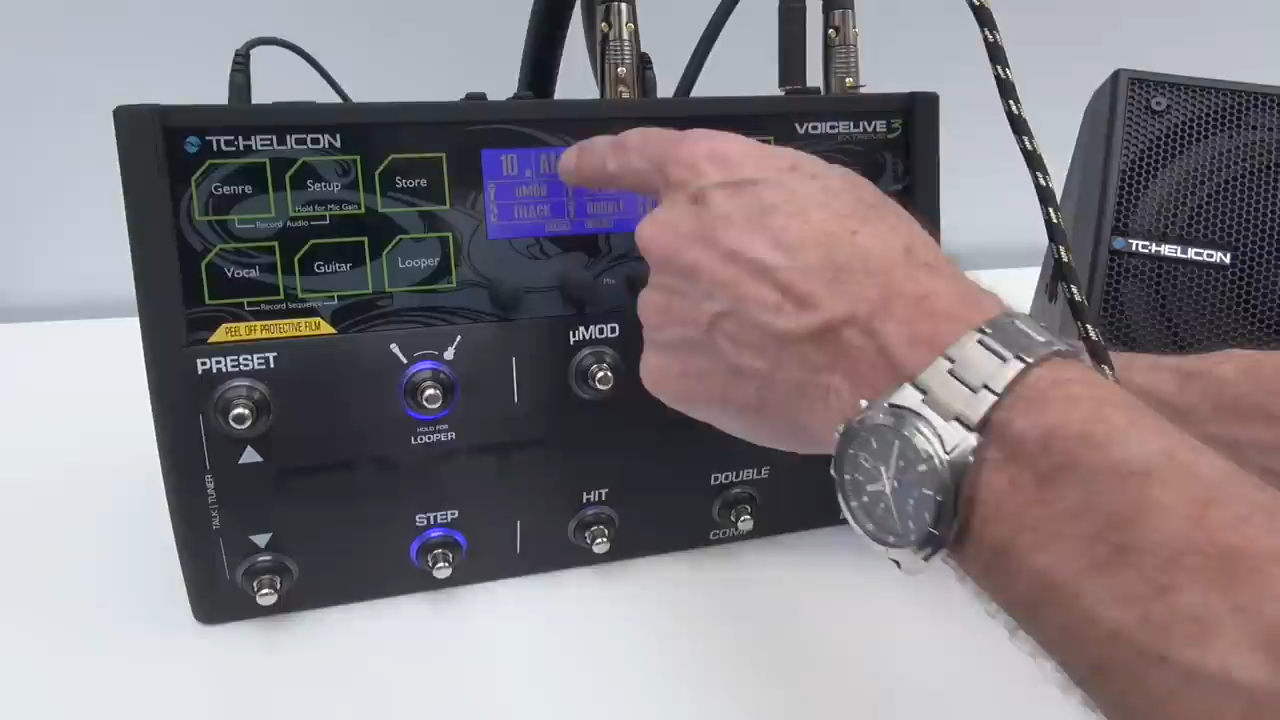 TC·HELICON
VOICELIVE 3
EXTREME
Genre
Setup
Hold for Mic Gain
Store
Record Audio
10.
µMOD
TRACK
DOUBLE
Vocal
Guitar
Looper
Record Sequence
Mix
PEEL OFF PROTECTIVE FILM
TC·HELICON
PRESET
µMOD
HOLD FOR
LOOPER
TALK | TUNER
STEP
HIT
DOUBLE